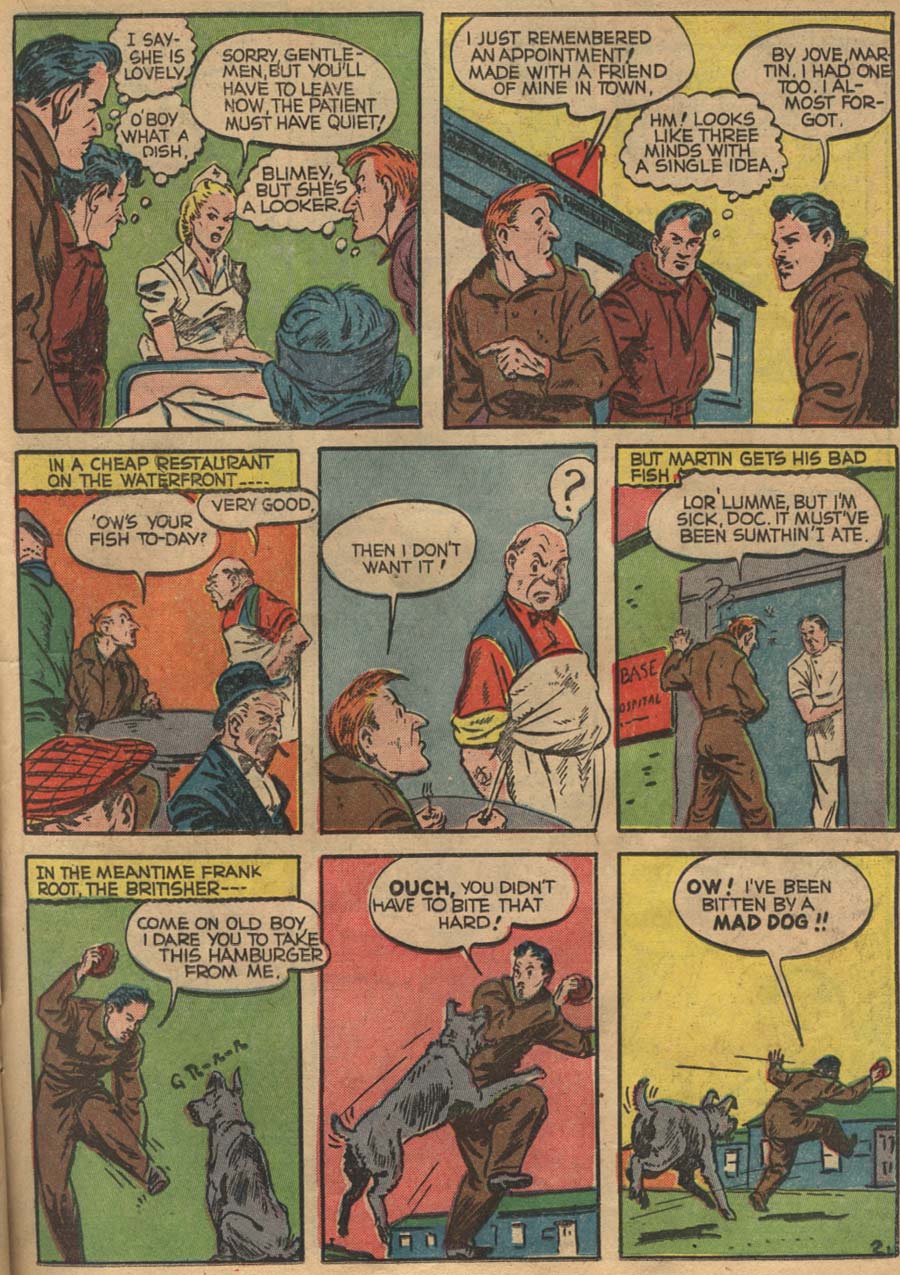 I SAY-
SHE IS
LOVELY.
O'BOY
WHAT A
DISH.
SORRY, GENTLE-
MEN, BUT YOU'LL
HAVE TO LEAVE
NOW, THE PATIENT
MUST HAVE QUIET!
BLIMEY,
BUT SHE'S
A LOOKER.
I JUST REMEMBERED
AN APPOINTMENT!
MADE WITH A FRIEND
OF MINE IN TOWN.
HM! LOOKS
LIKE THREE
MINDS WITH
A SINGLE IDEA.
BY JOVE, MAR-
TIN. I HAD ONE
TOO. I AL-
MOST FOR-
GOT.
IN A CHEAP RESTAURANT
ON THE WATERFRONT----
'OW'S YOUR
FISH TO-DAY?
VERY GOOD.
THEN I DON'T
WANT IT!
?
BUT MARTIN GETS HIS BAD
FISH.
LOR' LUMME, BUT I'M
SICK, DOC. IT MUST'VE
BEEN SUMTHIN' I ATE.
BASE
OSPITAL
IN THE MEANTIME FRANK
ROOT, THE BRITISHER---
COME ON OLD BOY,
I DARE YOU TO TAKE
THIS HAMBURGER
FROM ME.
GR-R-R-R
OUCH, YOU DIDN'T
HAVE TO BITE THAT
HARD!
OW! I'VE BEEN
BITTEN BY A
MAD DOG!!
2.